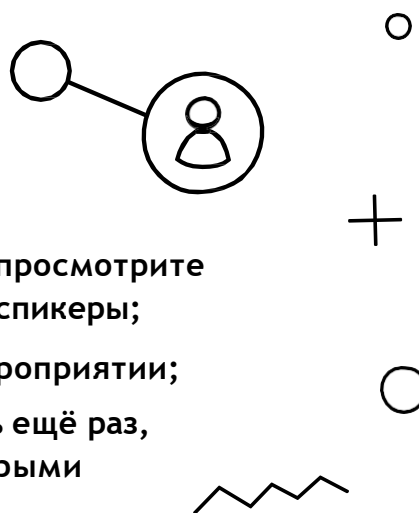 просмотрите
спикеры;
роприятии;
ь ещё раз,
рыми